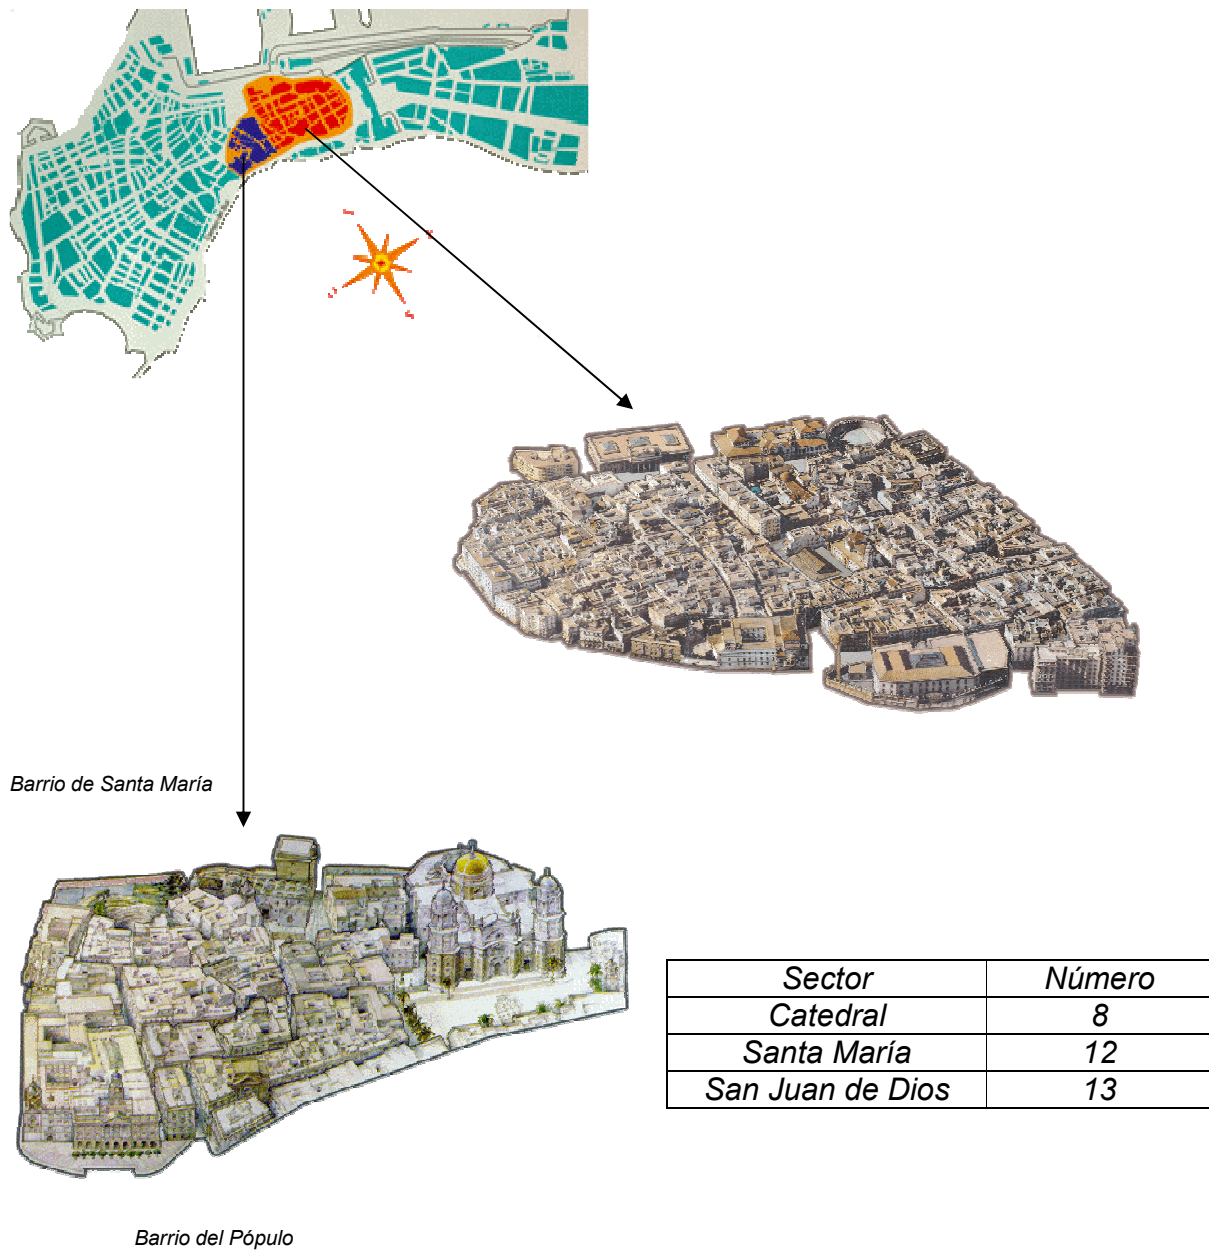 Barrio de Santa María
Sector Número
Catedral 8
Santa María 12
San Juan de Dios 13
Barrio del Pópulo